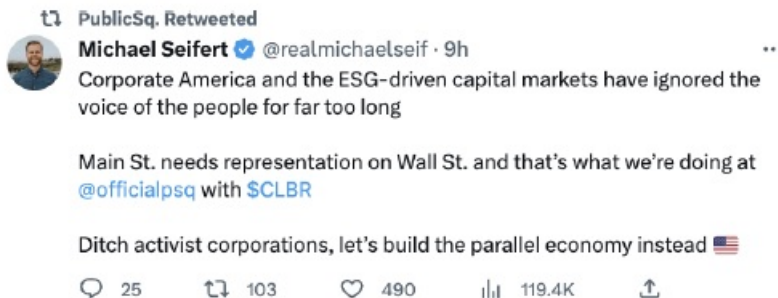 PublicSq. Retweeted
Michael Seifert @realmichaelseif · 9h
Corporate America and the ESG-driven capital markets have ignored the
voice of the people for far too long
Main St. needs representation on Wall St. and that's what we're doing at
@officialpsq with $CLBR
Ditch activist corporations, let's build the parallel economy instead 🇺🇸
25 103 490 119.4K